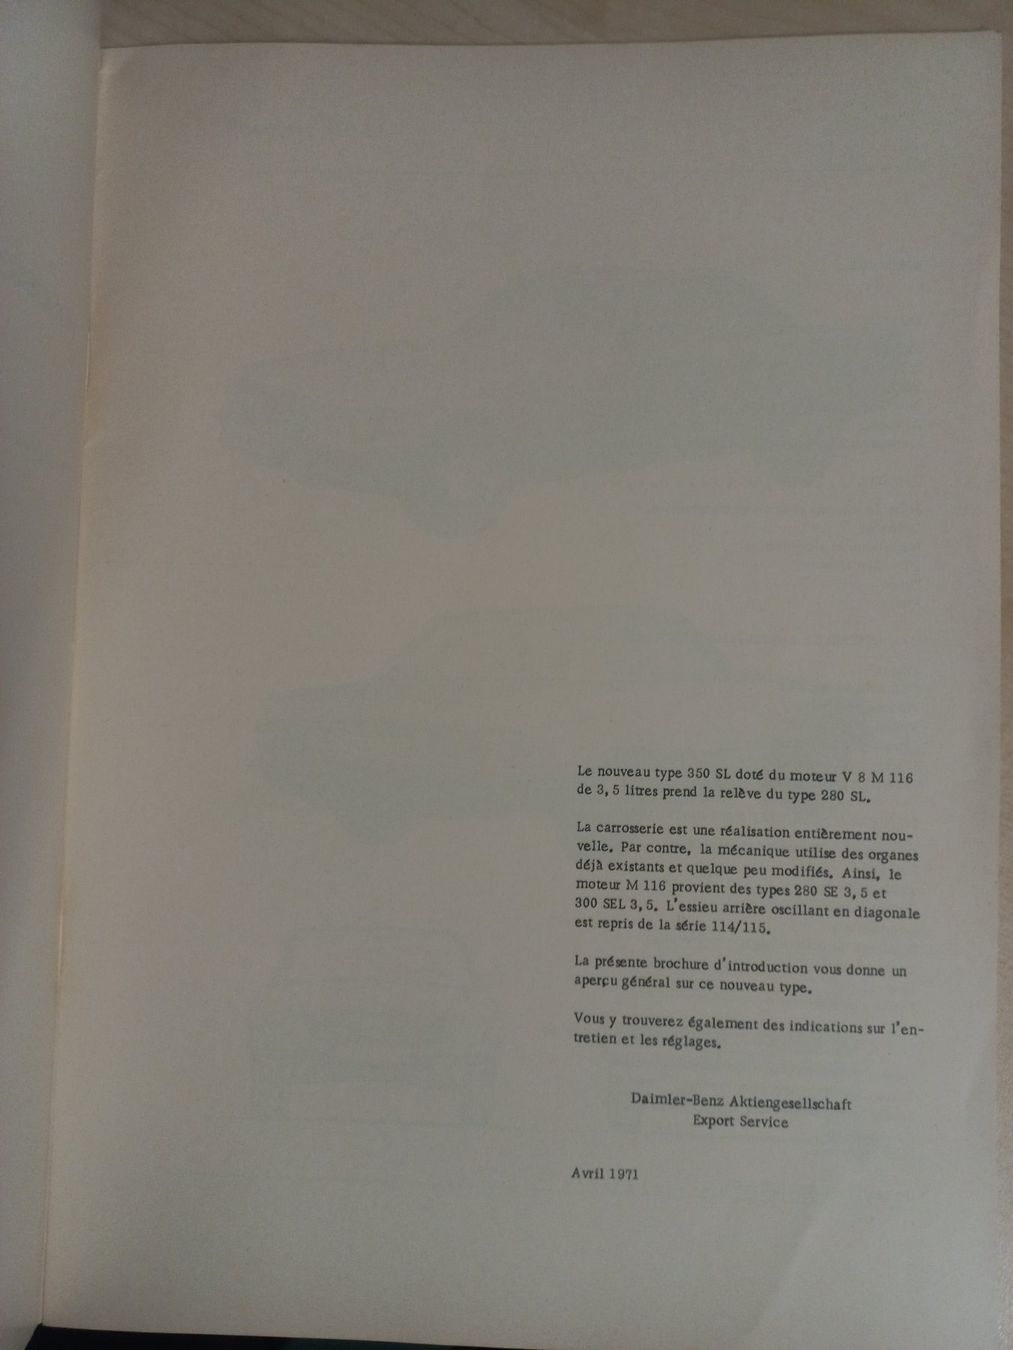 Le nouveau type 350 SL doté du moteur V 8 M 116
de 3, 5 litres prend la relève du type 280 SL.
La carrosserie est une réalisation entièrement nou-
velle. Par contre, la mécanique utilise des organes
déjà existants et quelque peu modifiés. Ainsi, le
moteur M 116 provient des types 280 SE 3, 5 et
300 SEL 3, 5. L'essieu arrière oscillant en diagonale
est repris de la série 114/115.
La présente brochure d'introduction vous donne un
aperçu général sur ce nouveau type.
Vous y trouverez également des indications sur l'en-
tretien et les réglages.
Daimler-Benz Aktiengesellschaft
Export Service
Avril 1971